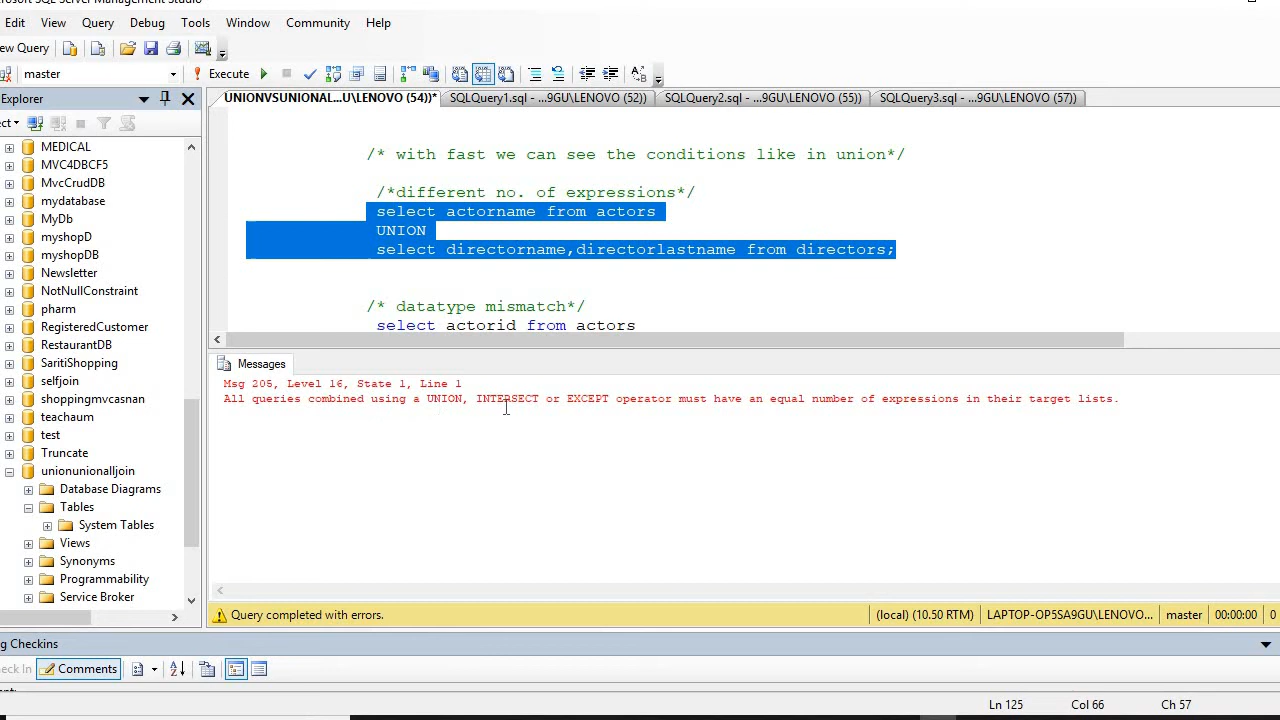 Edit View Query Debug Tools Window Community Help
ew Query
master Execute
Explorer
UNIONVSUNIONAL...U\LENOVO (54))* SQLQuery1.sql - ...9GU\LENOVO (52)) SQLQuery2.sql - ...9GU\LENOVO (55)) SQLQuery3.sql - ...9GU\LENOVO (57))
ect
MEDICAL
MVC4DBCF5
MvcCrudDB
mydatabase
MyDb
myshopD
myshopDB
Newsletter
NotNullConstraint
pharm
RegisteredCustomer
RestaurantDB
SaritiShopping
selfjoin
shoppingmvcasnan
teachaum
test
Truncate
unionunionalljoin
Database Diagrams
Tables
System Tables
Views
Synonyms
Programmability
Service Broker
/* with fast we can see the conditions like in union*/
/*different no. of expressions*/
select actorname from actors
UNION
select directorname,directorlastname from directors;
/* datatype mismatch*/
select actorid from actors
Messages
Msg 205, Level 16, State 1, Line 1
All queries combined using a UNION, INTERSECT or EXCEPT operator must have an equal number of expressions in their target lists.
Query completed with errors. (local) (10.50 RTM) LAPTOP-OP5SA9GU\LENOVO... master 00:00:00 0
g Checkins
eck In Comments
Ln 125 Col 66 Ch 57